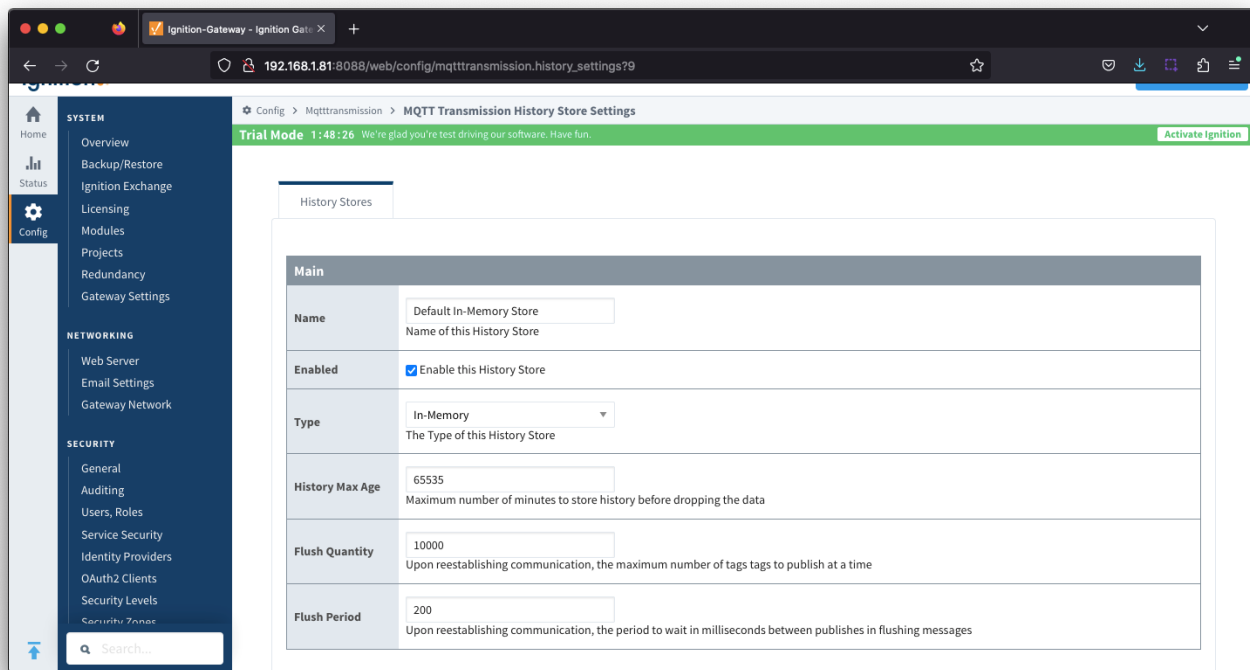 Ignition-Gateway - Ignition Gate
192.168.1.81:8088/web/config/mqtttransmission.history_settings?9
Config > Mqtttransmission > MQTT Transmission History Store Settings
Trial Mode 1:48:26 We're glad you're test driving our software. Have fun.
Activate Ignition
Home
Status
Config
SYSTEM
Overview
Backup/Restore
Ignition Exchange
Licensing
Modules
Projects
Redundancy
Gateway Settings
NETWORKING
Web Server
Email Settings
Gateway Network
SECURITY
General
Auditing
Users, Roles
Service Security
Identity Providers
OAuth2 Clients
Security Levels
Security Zones
Search...
History Stores
Main
Name
Default In-Memory Store
Name of this History Store
Enabled
Enable this History Store
Type
In-Memory
The Type of this History Store
History Max Age
65535
Maximum number of minutes to store history before dropping the data
Flush Quantity
10000
Upon reestablishing communication, the maximum number of tags tags to publish at a time
Flush Period
200
Upon reestablishing communication, the period to wait in milliseconds between publishes in flushing messages